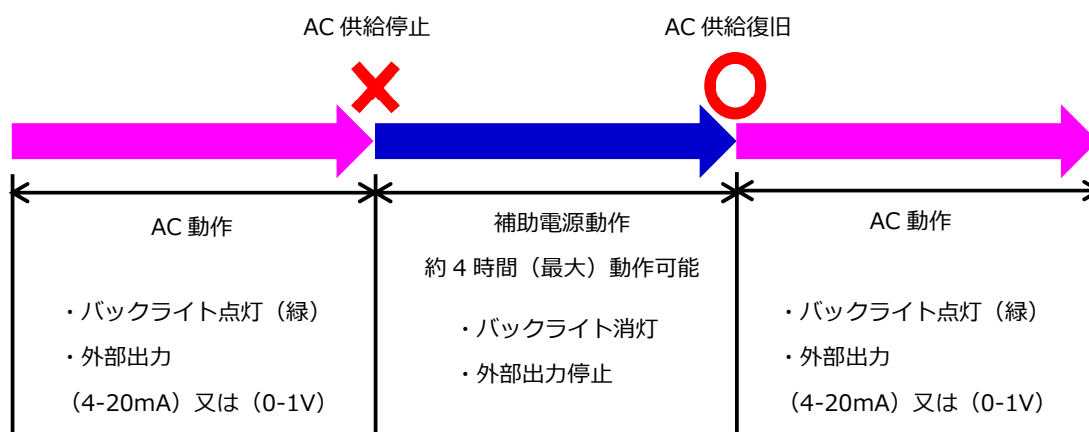 AC 供給停止
AC 供給復旧
AC 動作
・バックライト点灯（緑）
・外部出力
（4-20mA）又は（0-1V）
補助電源動作
約 4 時間（最大）動作可能
・バックライト消灯
・外部出力停止
AC 動作
・バックライト点灯（緑）
・外部出力
（4-20mA）又は（0-1V）